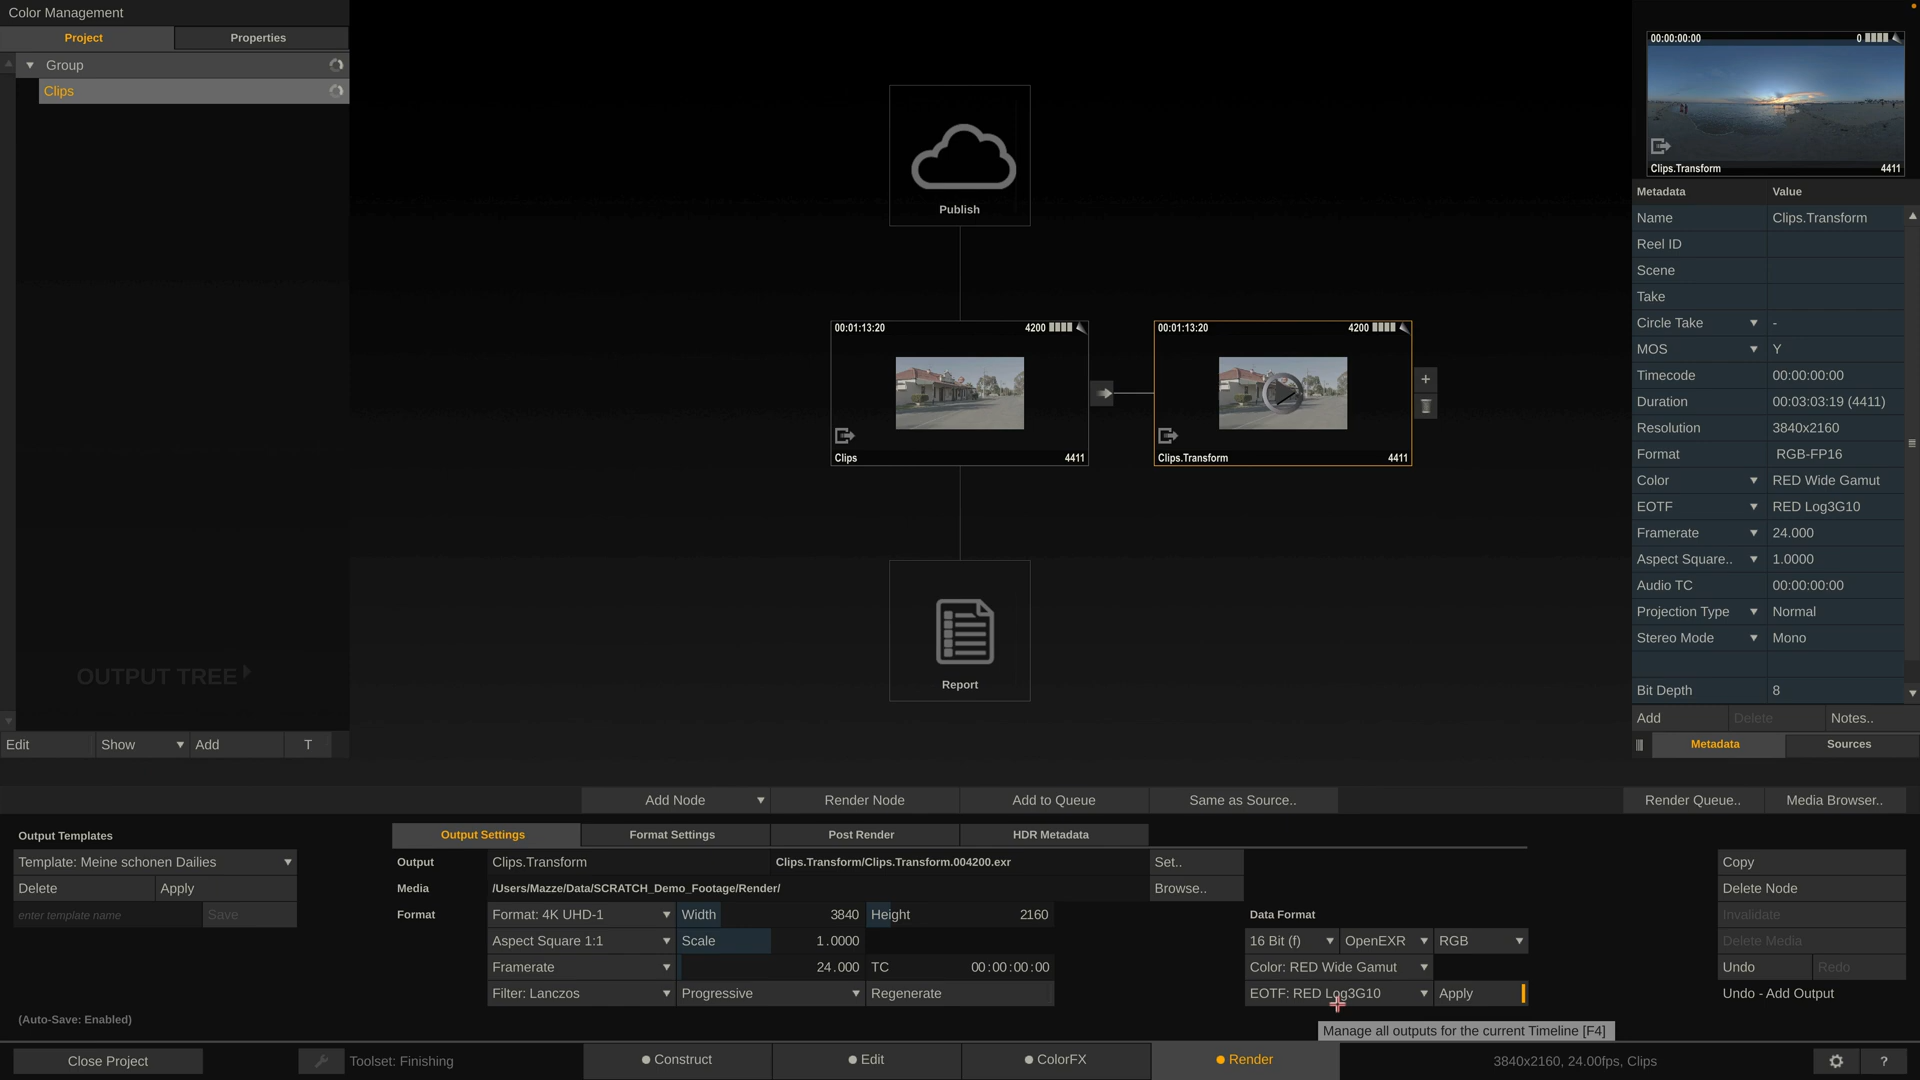 Color Management
Project
Properties
Group
Clips
OUTPUT TREE
Edit
Show
Add
T
Publish
00:01:13:20
4200
Clips
4411
00:01:13:20
4200
Clips.Transform
4411
+
Report
00:00:00:00
0
Clips.Transform
4411
Metadata Value
Name Clips.Transform
Reel ID
Scene
Take
Circle Take -
MOS Y
Timecode 00:00:00:00
Duration 00:03:03:19 (4411)
Resolution 3840x2160
Format RGB-FP16
Color RED Wide Gamut
EOTF RED Log3G10
Framerate 24.000
Aspect Square.. 1.0000
Audio TC 00:00:00:00
Projection Type Normal
Stereo Mode Mono
Bit Depth 8
Add Delete Notes..
Metadata Sources
Add Node Render Node Add to Queue Same as Source.. Render Queue.. Media Browser..
Output Templates
Template: Meine schonen Dailies
Delete Apply
enter template name Save
(Auto-Save: Enabled)
Output Settings Format Settings Post Render HDR Metadata
Output Clips.Transform Clips.Transform/Clips.Transform.004200.exr Set..
Media /Users/Mazze/Data/SCRATCH_Demo_Footage/Render/ Browse..
Format Format: 4K UHD-1 Width 3840 Height 2160
Aspect Square 1:1 Scale 1.0000
Framerate 24.000 TC 00:00:00:00
Filter: Lanczos Progressive Regenerate
Data Format
16 Bit (f) OpenEXR RGB
Color: RED Wide Gamut
EOTF: RED Log3G10 Apply
Copy
Delete Node
Invalidate
Delete Media
Undo Redo
Undo - Add Output
Manage all outputs for the current Timeline [F4]
Close Project Toolset: Finishing Construct Edit ColorFX Render 3840x2160, 24.00fps, Clips ?